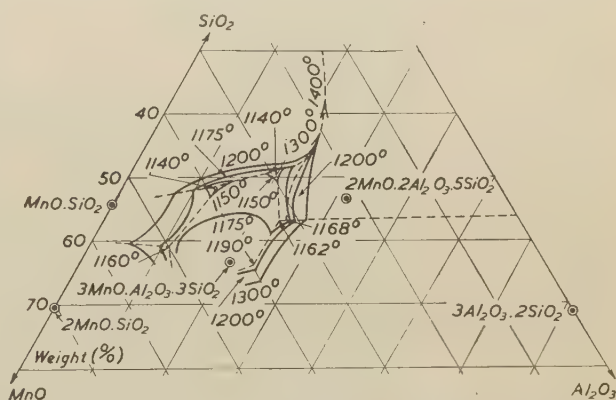 SiO₂
40
1140°
1400°
1175°
1300°
1140°
1200°
1200°
50
1150°
1150°
2MnO.2Al₂O₃.5SiO₂
MnO.SiO₂
1175°
1168°
60
1190°
1162°
1160°
3MnO.Al₂O₃.3SiO₂
70
1300°
3Al₂O₃.2SiO₂
2MnO.SiO₂
1200°
Weight (%)
MnO
Al₂O₃